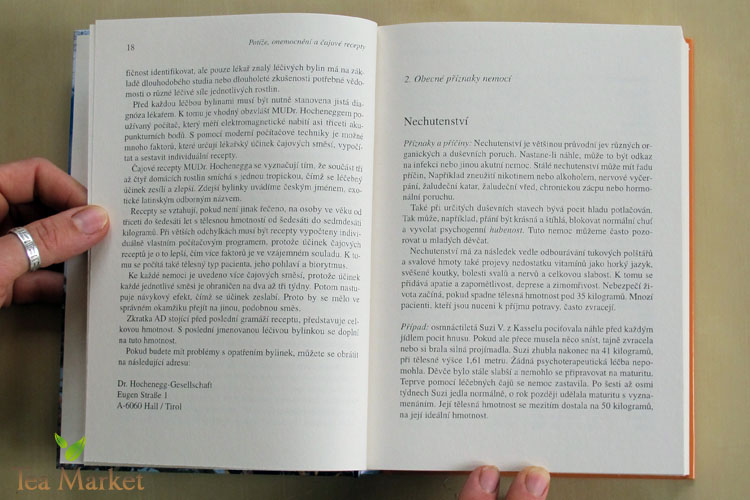 18
Potíže, onemocnění a čajové recepty
fičnost identifikovat, ale pouze lékař znalý léčivých bylin má na zák-
ladě dlouhodobého studia nebo dlouholeté zkušenosti potřebné vědo-
mosti o různé léčivé síle jednotlivých rostlin.
Před každou léčbou bylinami musí být nutně stanovena jistá dia-
gnóza lékařem. K tomu je vhodný obzvlášť MUDr. Hocheneggem po-
užívaný počítač, který měří elektromagnetické nabití asi třiceti aku-
punkturních bodů. S pomocí moderní počítačové techniky je možné
mnoho faktorů, které určují lékařský účinek čajových směsí, vypočí-
tat a sestavit individuální recepty.
Čajové recepty MUDr. Hochenegga se vyznačují tím, že součást tří
až čtyř domácích rostlin smíchá s jednou tropickou, čímž se léčebný
účinek zesílí a zlepší. Zdejší bylinky uvádíme českým jménem, exo-
tické latinským odborným názvem.
Recepty se vztahují, pokud není jinak řečeno, na osoby ve věku od
třiceti do šedesáti let s tělesnou hmotností od šedesáti do sedmdesáti
kilogramů. Při větších odchylkách musí být recepty vypočteny indivi-
duálně vlastním počítačovým programem, protože účinek čajových
receptů je o to lepší, čím více faktorů je ve vzájemném souladu. K to-
mu se počítá také tělesný typ pacienta, jeho pohlaví a biorytmus.
Ke každé nemoci je uvedeno více čajových směsí, protože účinek
každé jednotlivé směsi je ohraničen na dva až tři týdny. Potom nastu-
puje návykový efekt, čímž se účinek zeslabí. Proto by se mělo ve
správném okamžiku přejít na jinou, podobnou směs.
Zkratka AD stojící před poslední gramáží receptu, představuje cel-
kovou hmotnost. S poslední jmenovanou léčivou bylinkou se doplní
na tuto hmotnost.
Pokud budete mít problémy s opatřením bylinek, můžete se obrátit
na následující adresu:
Dr. Hochenegg-Gesellschaft
Eugen Straße 1
A-6060 Hall / Tirol
2. Obecné příznaky nemocí
Nechutenství
Příznaky a příčiny: Nechutenství je většinou průvodní jev různých or-
ganických a duševních poruch. Nastane-li náhle, může to být odkaz
na infekci nebo jinou akutní nemoc. Stálé nechutenství může mít řadu
příčin. Například zneužití nikotinem nebo alkoholem, nervové vyčer-
pání, žaludeční katar, žaludeční vřed, chronickou zácpu nebo hormo-
nální poruchu.
Také při určitých duševních stavech bývá pocit hladu potlačován.
Tak může, například, přání být krásná a štíhlá, blokovat normální chuť
a vyvolat psychogenní hubenost. Tuto nemoc můžeme často pozo-
rovat u mladých děvčat.
Nechutenství má za následek vedle odbourávání tukových polštářů
a svalové hmoty také projevy nedostatku vitamínů jako horký jazyk,
svěšené koutky, bolesti svalů a nervů a celkovou slabost. K tomu se
přidává apatie a zapomětlivost, deprese a zimomřivost. Nebezpečí ži-
vota začíná, pokud spadne tělesná hmotnost pod 35 kilogramů. Mnozí
pacienti, kteří jsou nuceni k příjmu potravy, často zvracejí.
Případ: osmnáctiletá Suzi V. z Kasselu pociťovala náhle před každým
jídlem pocit hnusu. Pokud ale přece musela něco sníst, tajně zvracela
nebo si brala silná projímadla. Suzi zhubla nakonec na 41 kilogramů,
při tělesné výšce 1,61 metru. Žádná psychoterapeutická léčba nepo-
mohla. Děvče bylo stále slabší a nemohlo se připravovat na maturitu.
Teprve pomocí léčebných čajů se nemoc zastavila. Po šesti až osmi
týdnech Suzi jedla normálně, o rok později udělala maturitu s vyzna-
menáním. Její tělesná hmotnost se mezitím dostala na 50 kilogramů,
na její ideální hmotnost.
Tea Market